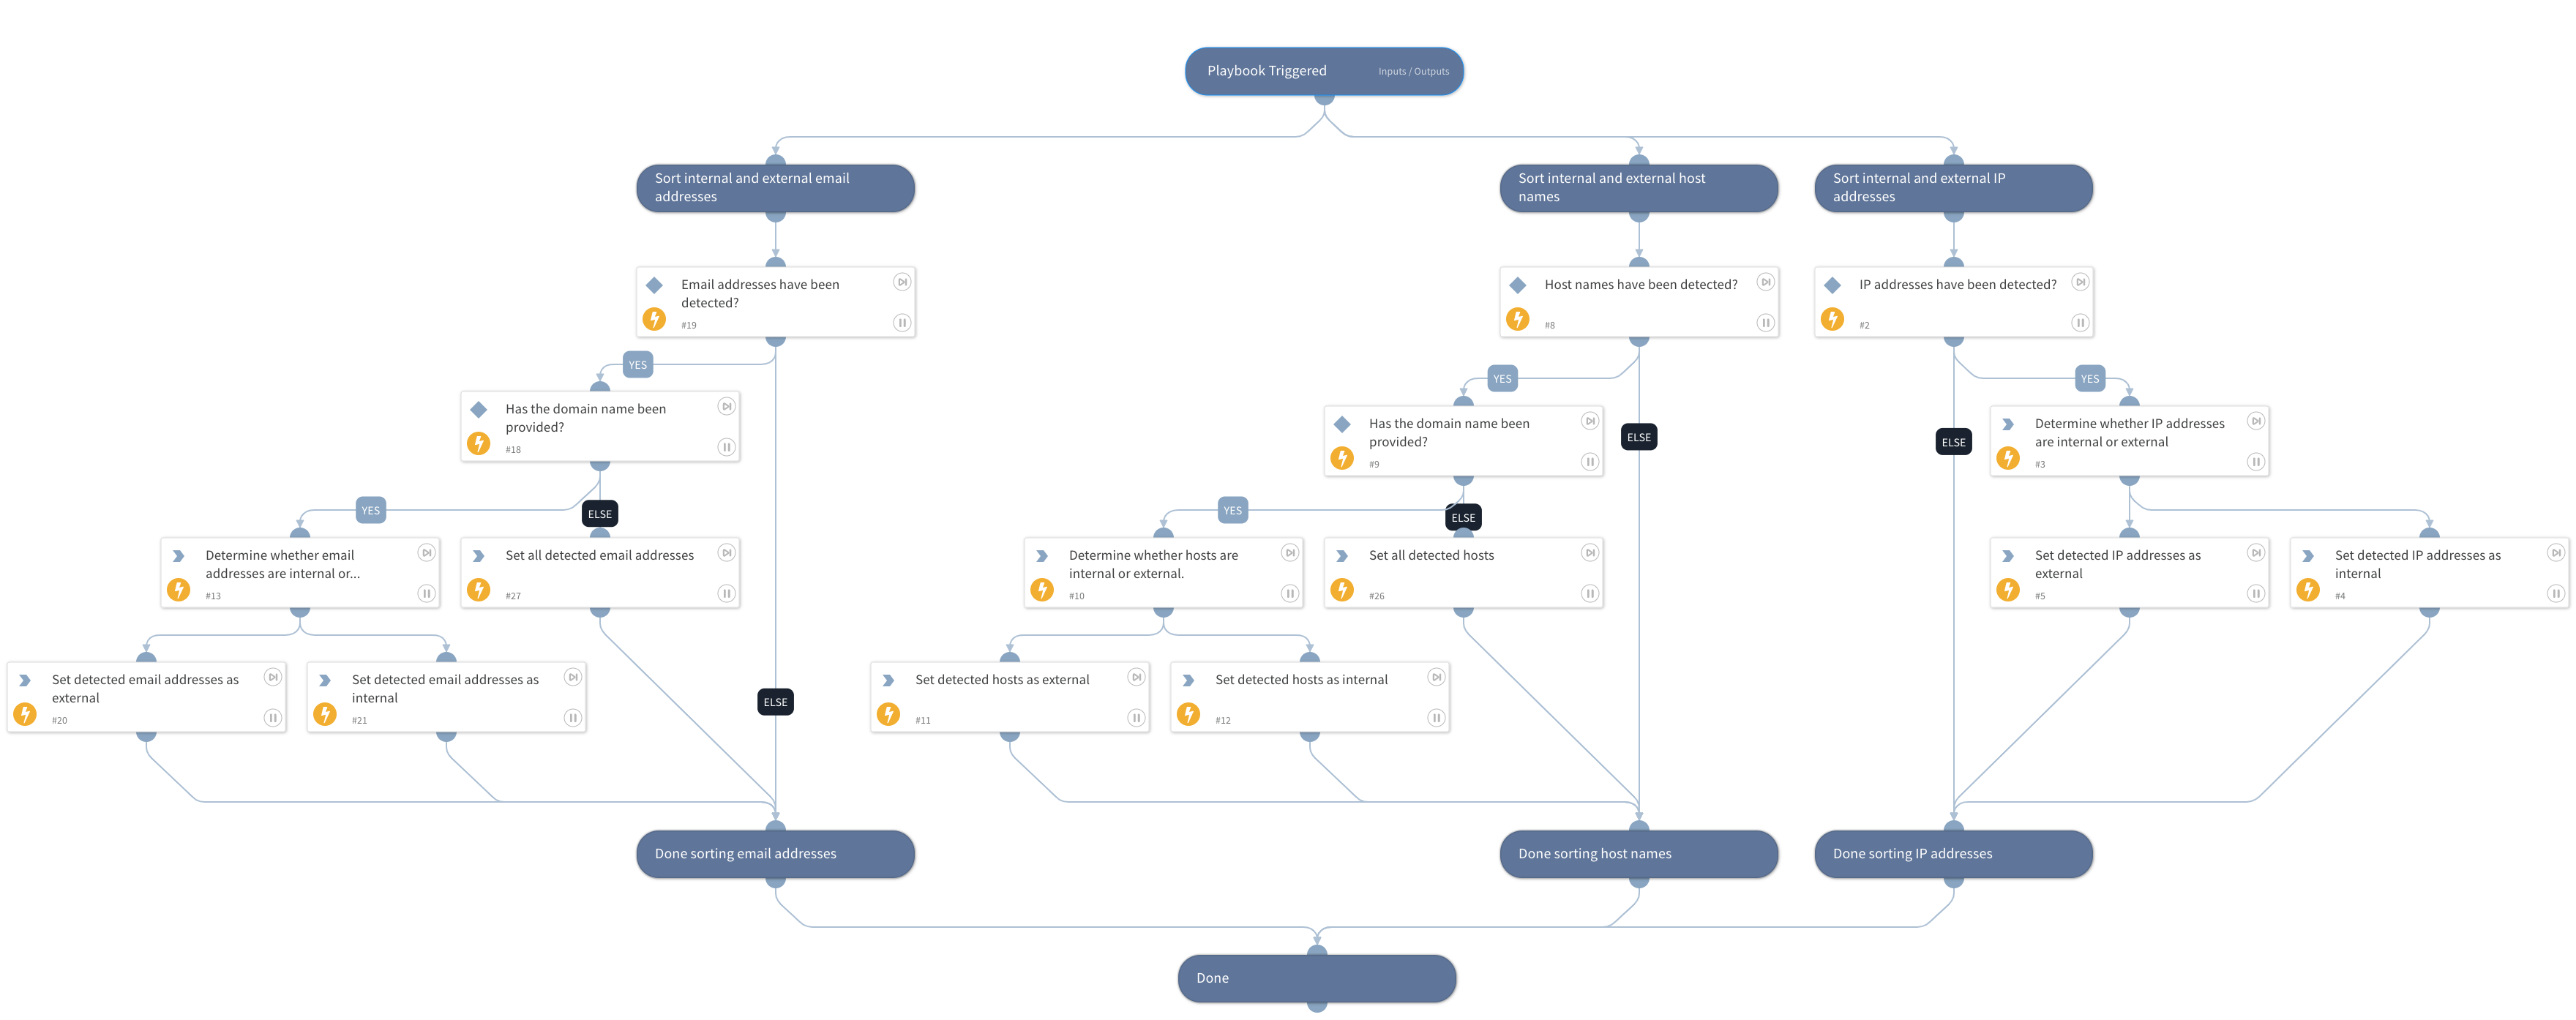 Playbook Triggered
Inputs / Outputs
Sort internal and external email
addresses
Sort internal and external host
names
Sort internal and external IP
addresses
Email addresses have been
detected?
#19
Host names have been detected?
#8
IP addresses have been detected?
#2
YES
YES
YES
Has the domain name been
provided?
#18
Has the domain name been
provided?
#9
ELSE
ELSE
Determine whether IP addresses
are internal or external
#3
YES
ELSE
YES
ELSE
Determine whether email
addresses are internal or...
#13
Set all detected email addresses
#27
Determine whether hosts are
internal or external.
#10
Set all detected hosts
#26
Set detected IP addresses as
external
#5
Set detected IP addresses as
internal
#4
Set detected email addresses as
external
#20
Set detected email addresses as
internal
#21
ELSE
Set detected hosts as external
#11
Set detected hosts as internal
#12
Done sorting email addresses
Done sorting host names
Done sorting IP addresses
Done